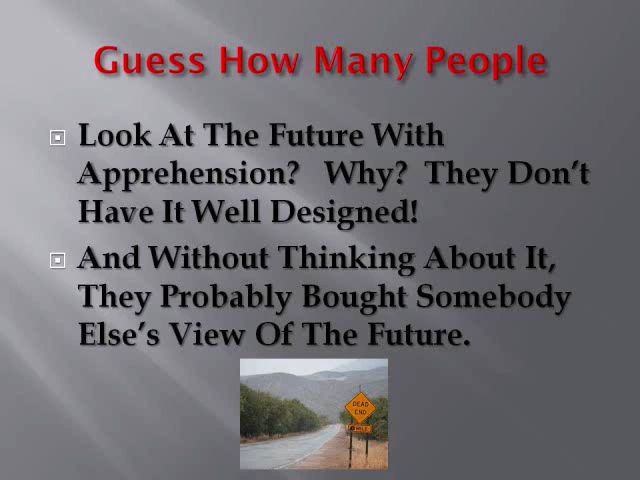 Guess How Many People
Look At The Future With
Apprehension? Why? They Don't
Have It Well Designed!
And Without Thinking About It,
They Probably Bought Somebody
Else's View Of The Future.
DEAD
END
MILE